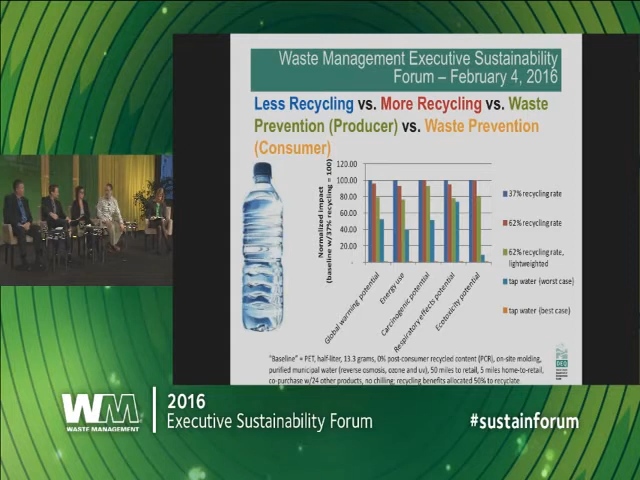 Waste Management Executive Sustainability
Forum – February 4, 2016
Less Recycling vs. More Recycling vs. Waste
Prevention (Producer) vs. Waste Prevention
(Consumer)
Normalized impact
(baseline w/37% recycling = 100)
120.00
100.00
80.00
60.00
40.00
20.00
-
Global warming potential
Energy use
Carcinogenic potential
Respiratory effects potential
Ecotoxicity potential
37% recycling rate
62% recycling rate
62% recycling rate,
lightweighted
tap water (worst case)
tap water (best case)
"Baseline" = PET, half-liter, 13.3 grams, 0% post-consumer recycled content (PCR), on-site molding,
purified municipal water (reverse osmosis, ozone and uv), 50 miles to retail, 5 miles home-to-retail,
co-purchase w/24 other products, no chilling; recycling benefits allocated 50% to recyclate.
WM
WASTE MANAGEMENT
2016
Executive Sustainability Forum
#sustainforum